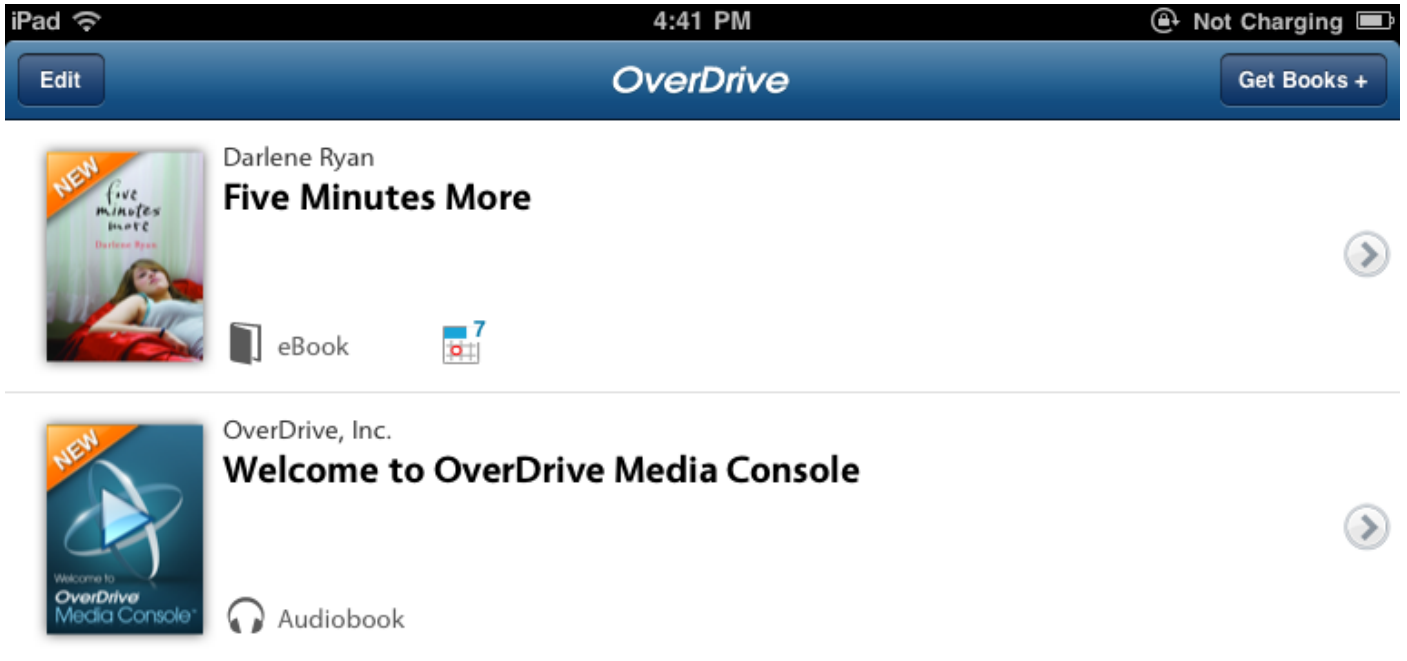 iPad 4:41 PM Not Charging
Edit OverDrive Get Books +
NEW
five
minutes
more
Darlene Ryan
Darlene Ryan
Five Minutes More
eBook 7
NEW
Welcome to
OverDrive
Media Console™
OverDrive, Inc.
Welcome to OverDrive Media Console
Audiobook